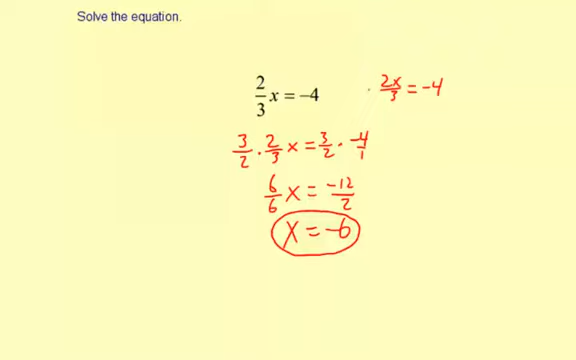 Solve the equation.
2/3 x = -4
2x/3 = -4
3/2 · 2/3 x = 3/2 · -4/1
6/6 x = -12/2
x = -6